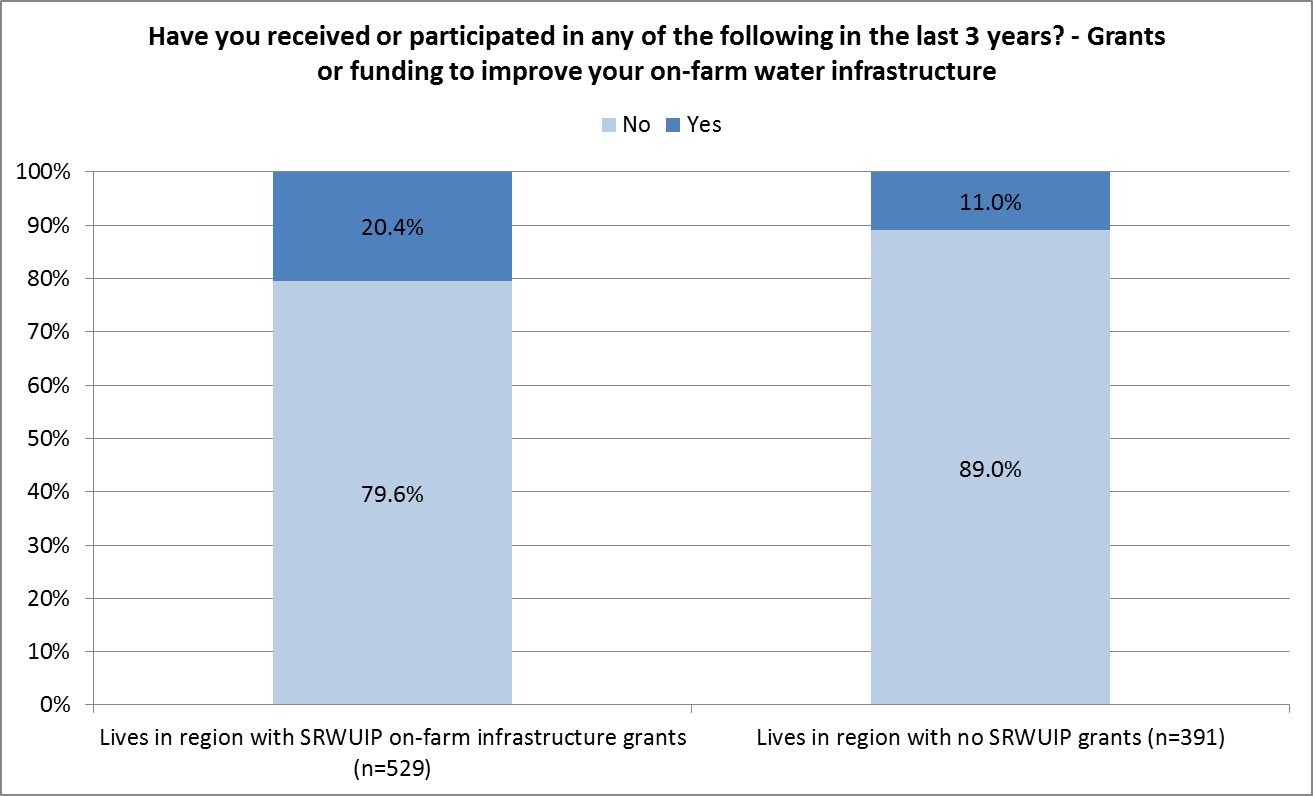 Have you received or participated in any of the following in the last 3 years? - Grants
or funding to improve your on-farm water infrastructure
No Yes
100%
90%
80%
70%
60%
50%
40%
30%
20%
10%
0%
20.4%
79.6%
11.0%
89.0%
Lives in region with SRWUIP on-farm infrastructure grants
(n=529)
Lives in region with no SRWUIP grants (n=391)